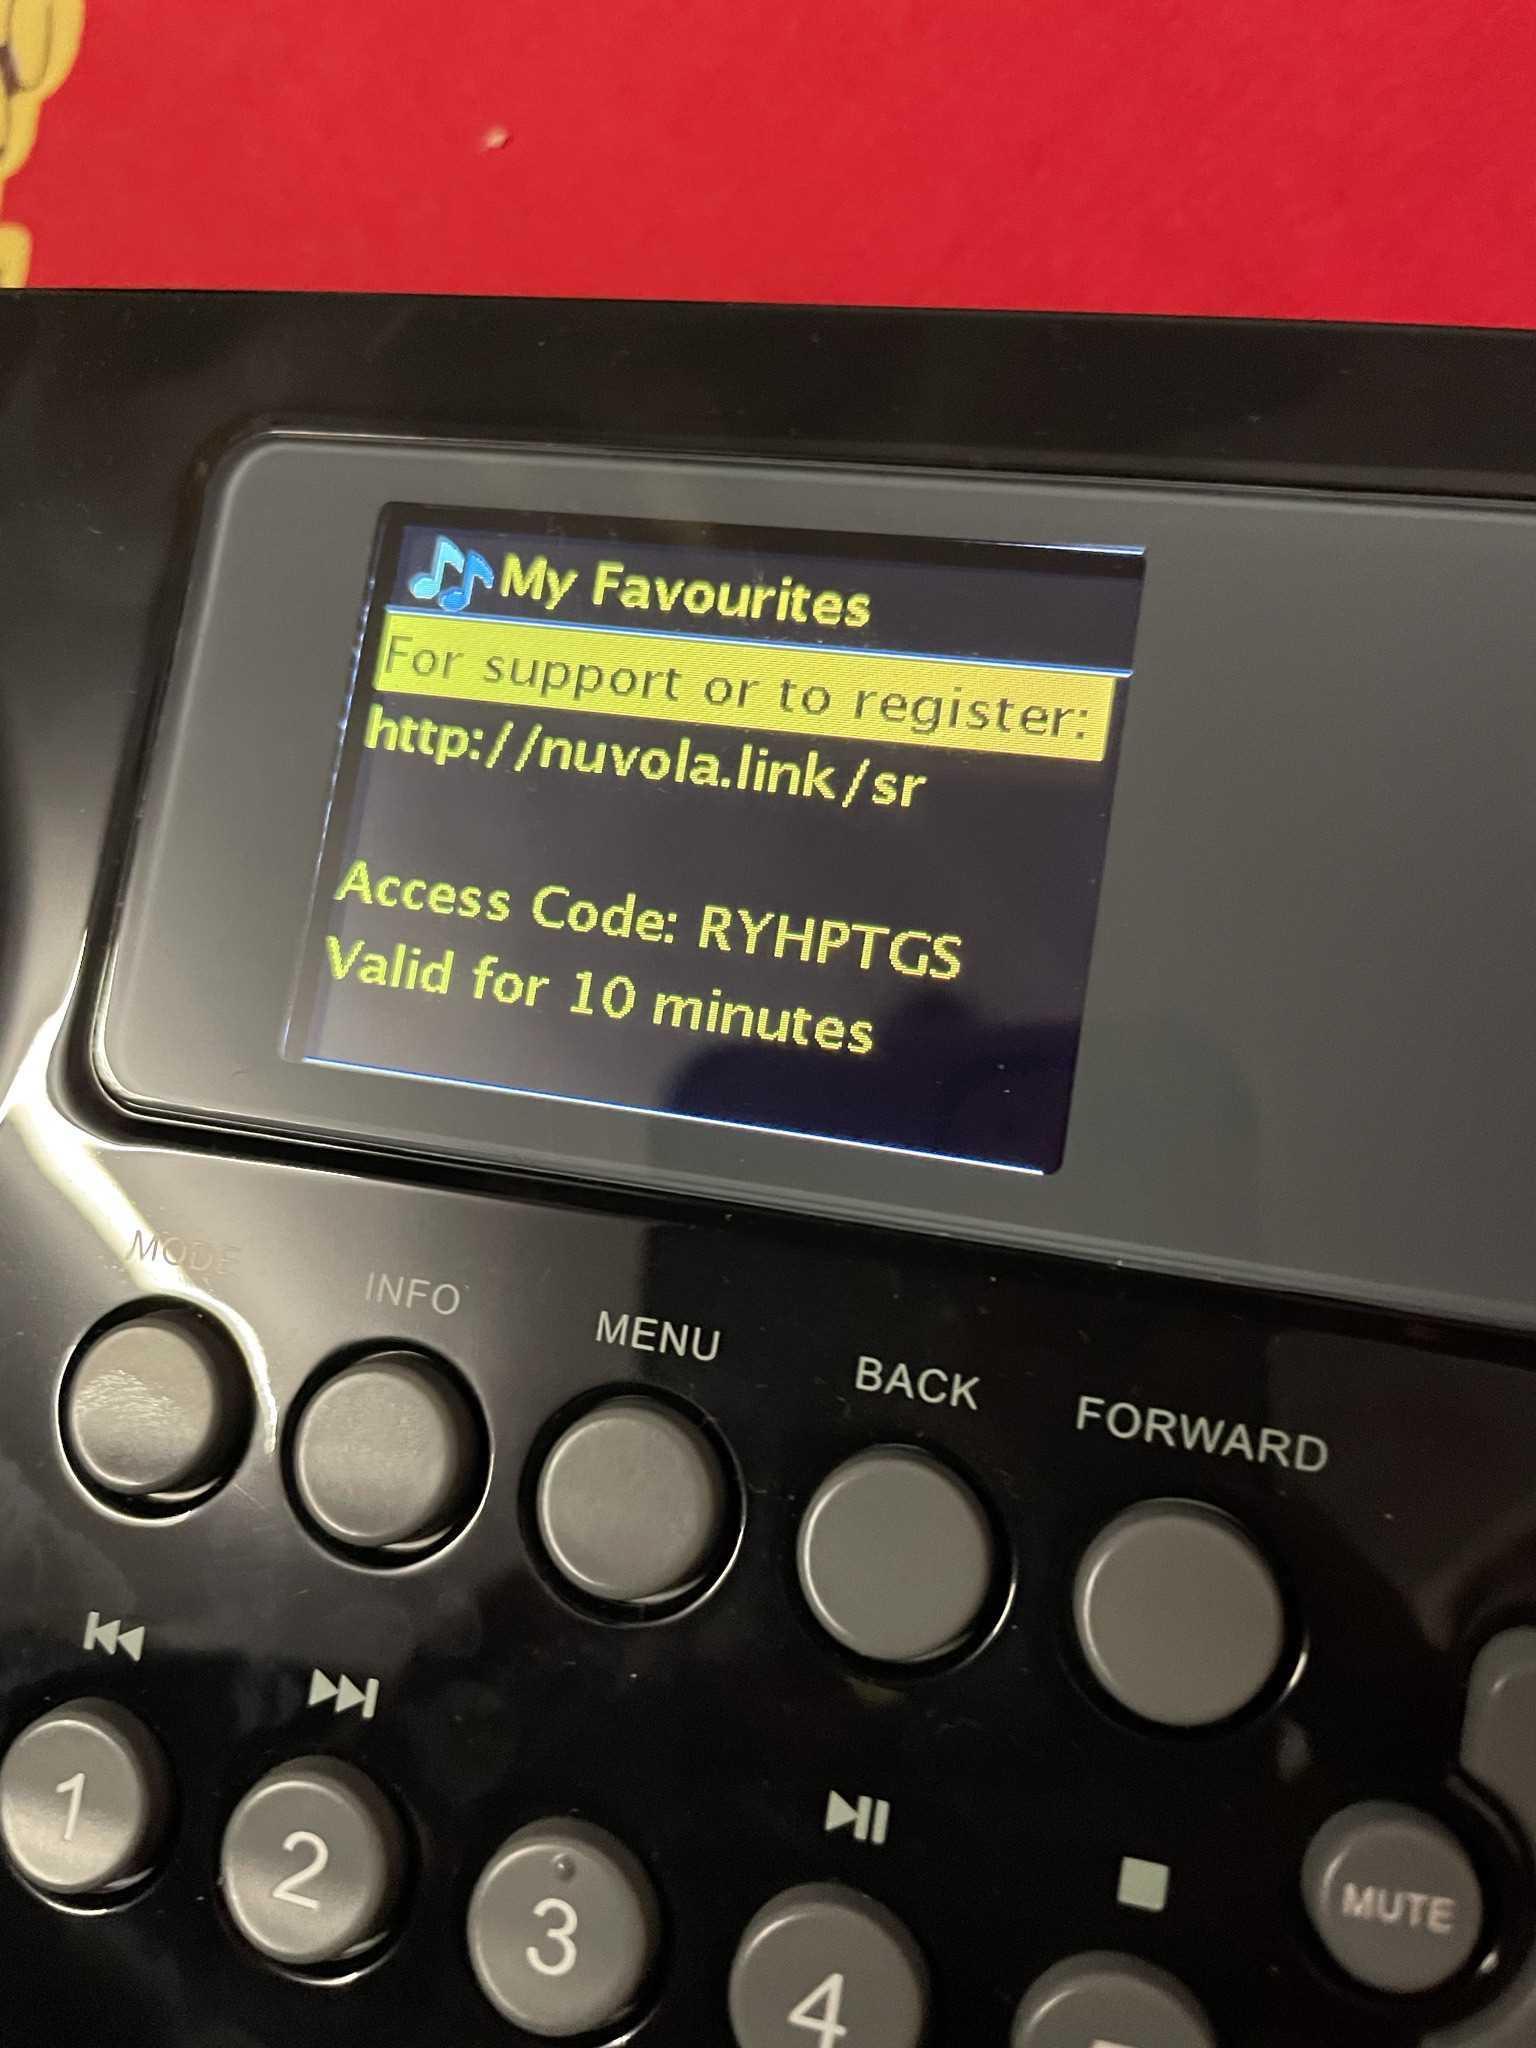 My Favourites
For support or to register:
http://nuvola.link/sr
Access Code: RYHPTGS
Valid for 10 minutes
MODE
INFO
MENU
BACK
FORWARD
1
2
3
4
MUTE